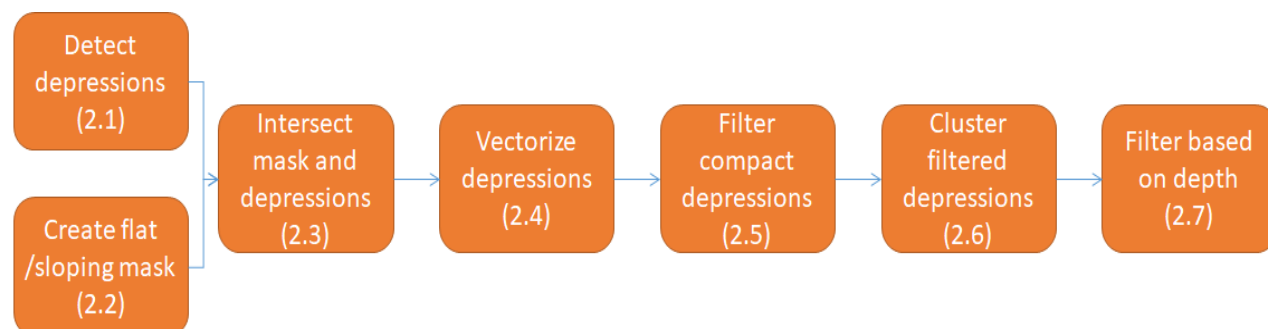 Detect
depressions
(2.1)
Create flat
/sloping mask
(2.2)
Intersect
mask and
depressions
(2.3)
Vectorize
depressions
(2.4)
Filter
compact
depressions
(2.5)
Cluster
filtered
depressions
(2.6)
Filter based
on depth
(2.7)